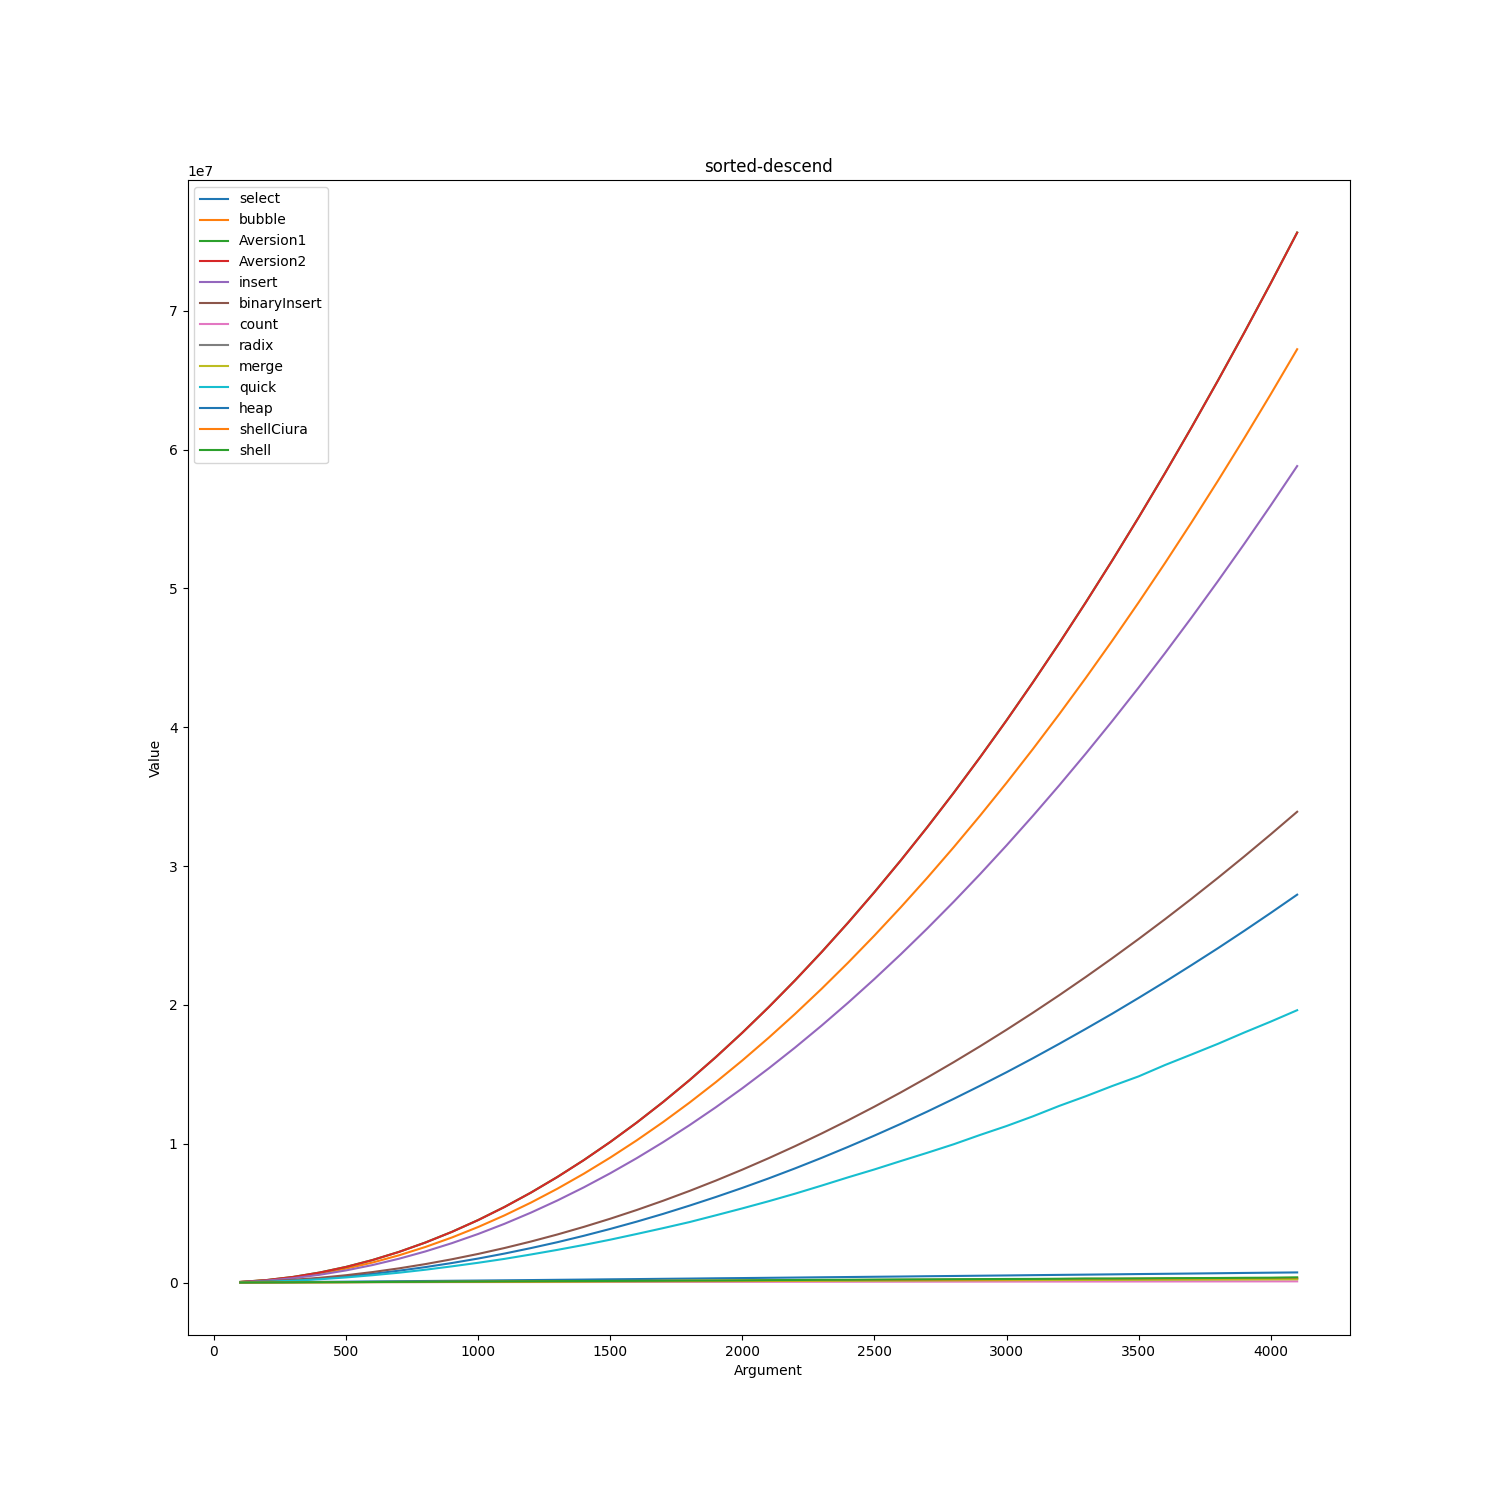 sorted-descend
1e7
select
bubble
Aversion1
Aversion2
insert
binaryInsert
count
radix
merge
quick
heap
shellCiura
shell
7
6
5
4
3
2
1
0
Value
0 500 1000 1500 2000 2500 3000 3500 4000
Argument